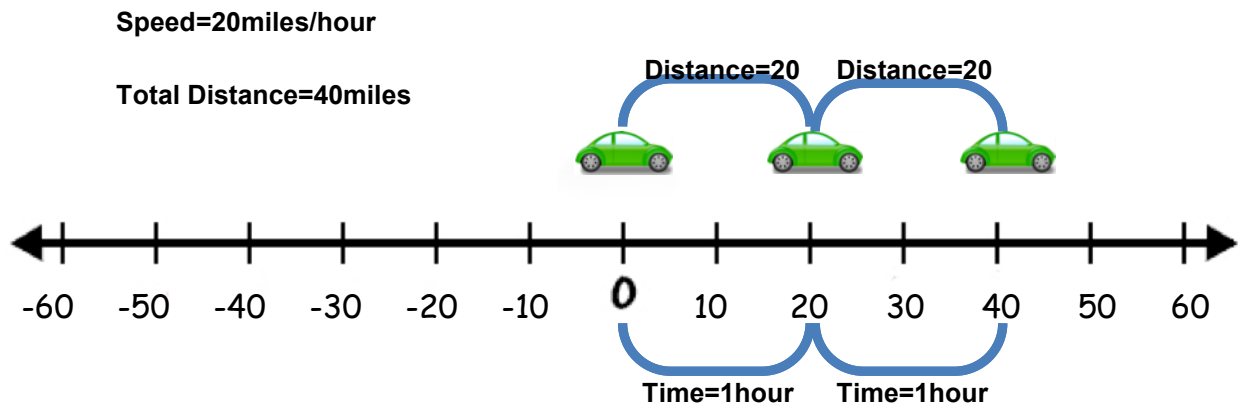 Speed=20miles/hour
Distance=20 Distance=20
Total Distance=40miles
-60 -50 -40 -30 -20 -10 0 10 20 30 40 50 60
Time=1hour Time=1hour